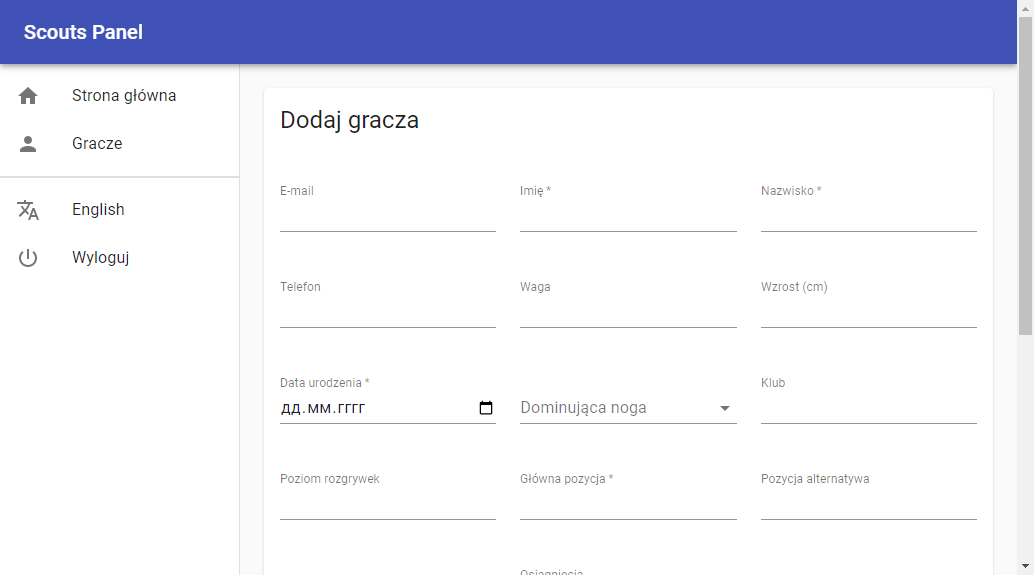 Scouts Panel
Strona główna
Gracze
English
Wyloguj
Dodaj gracza
E-mail
Imię *
Nazwisko *
Telefon
Waga
Wzrost (cm)
Data urodzenia *
ДД.ММ.ГГГГ
Dominująca noga
Klub
Poziom rozgrywek
Główna pozycja *
Pozycja alternatywa
Osiągnięcia